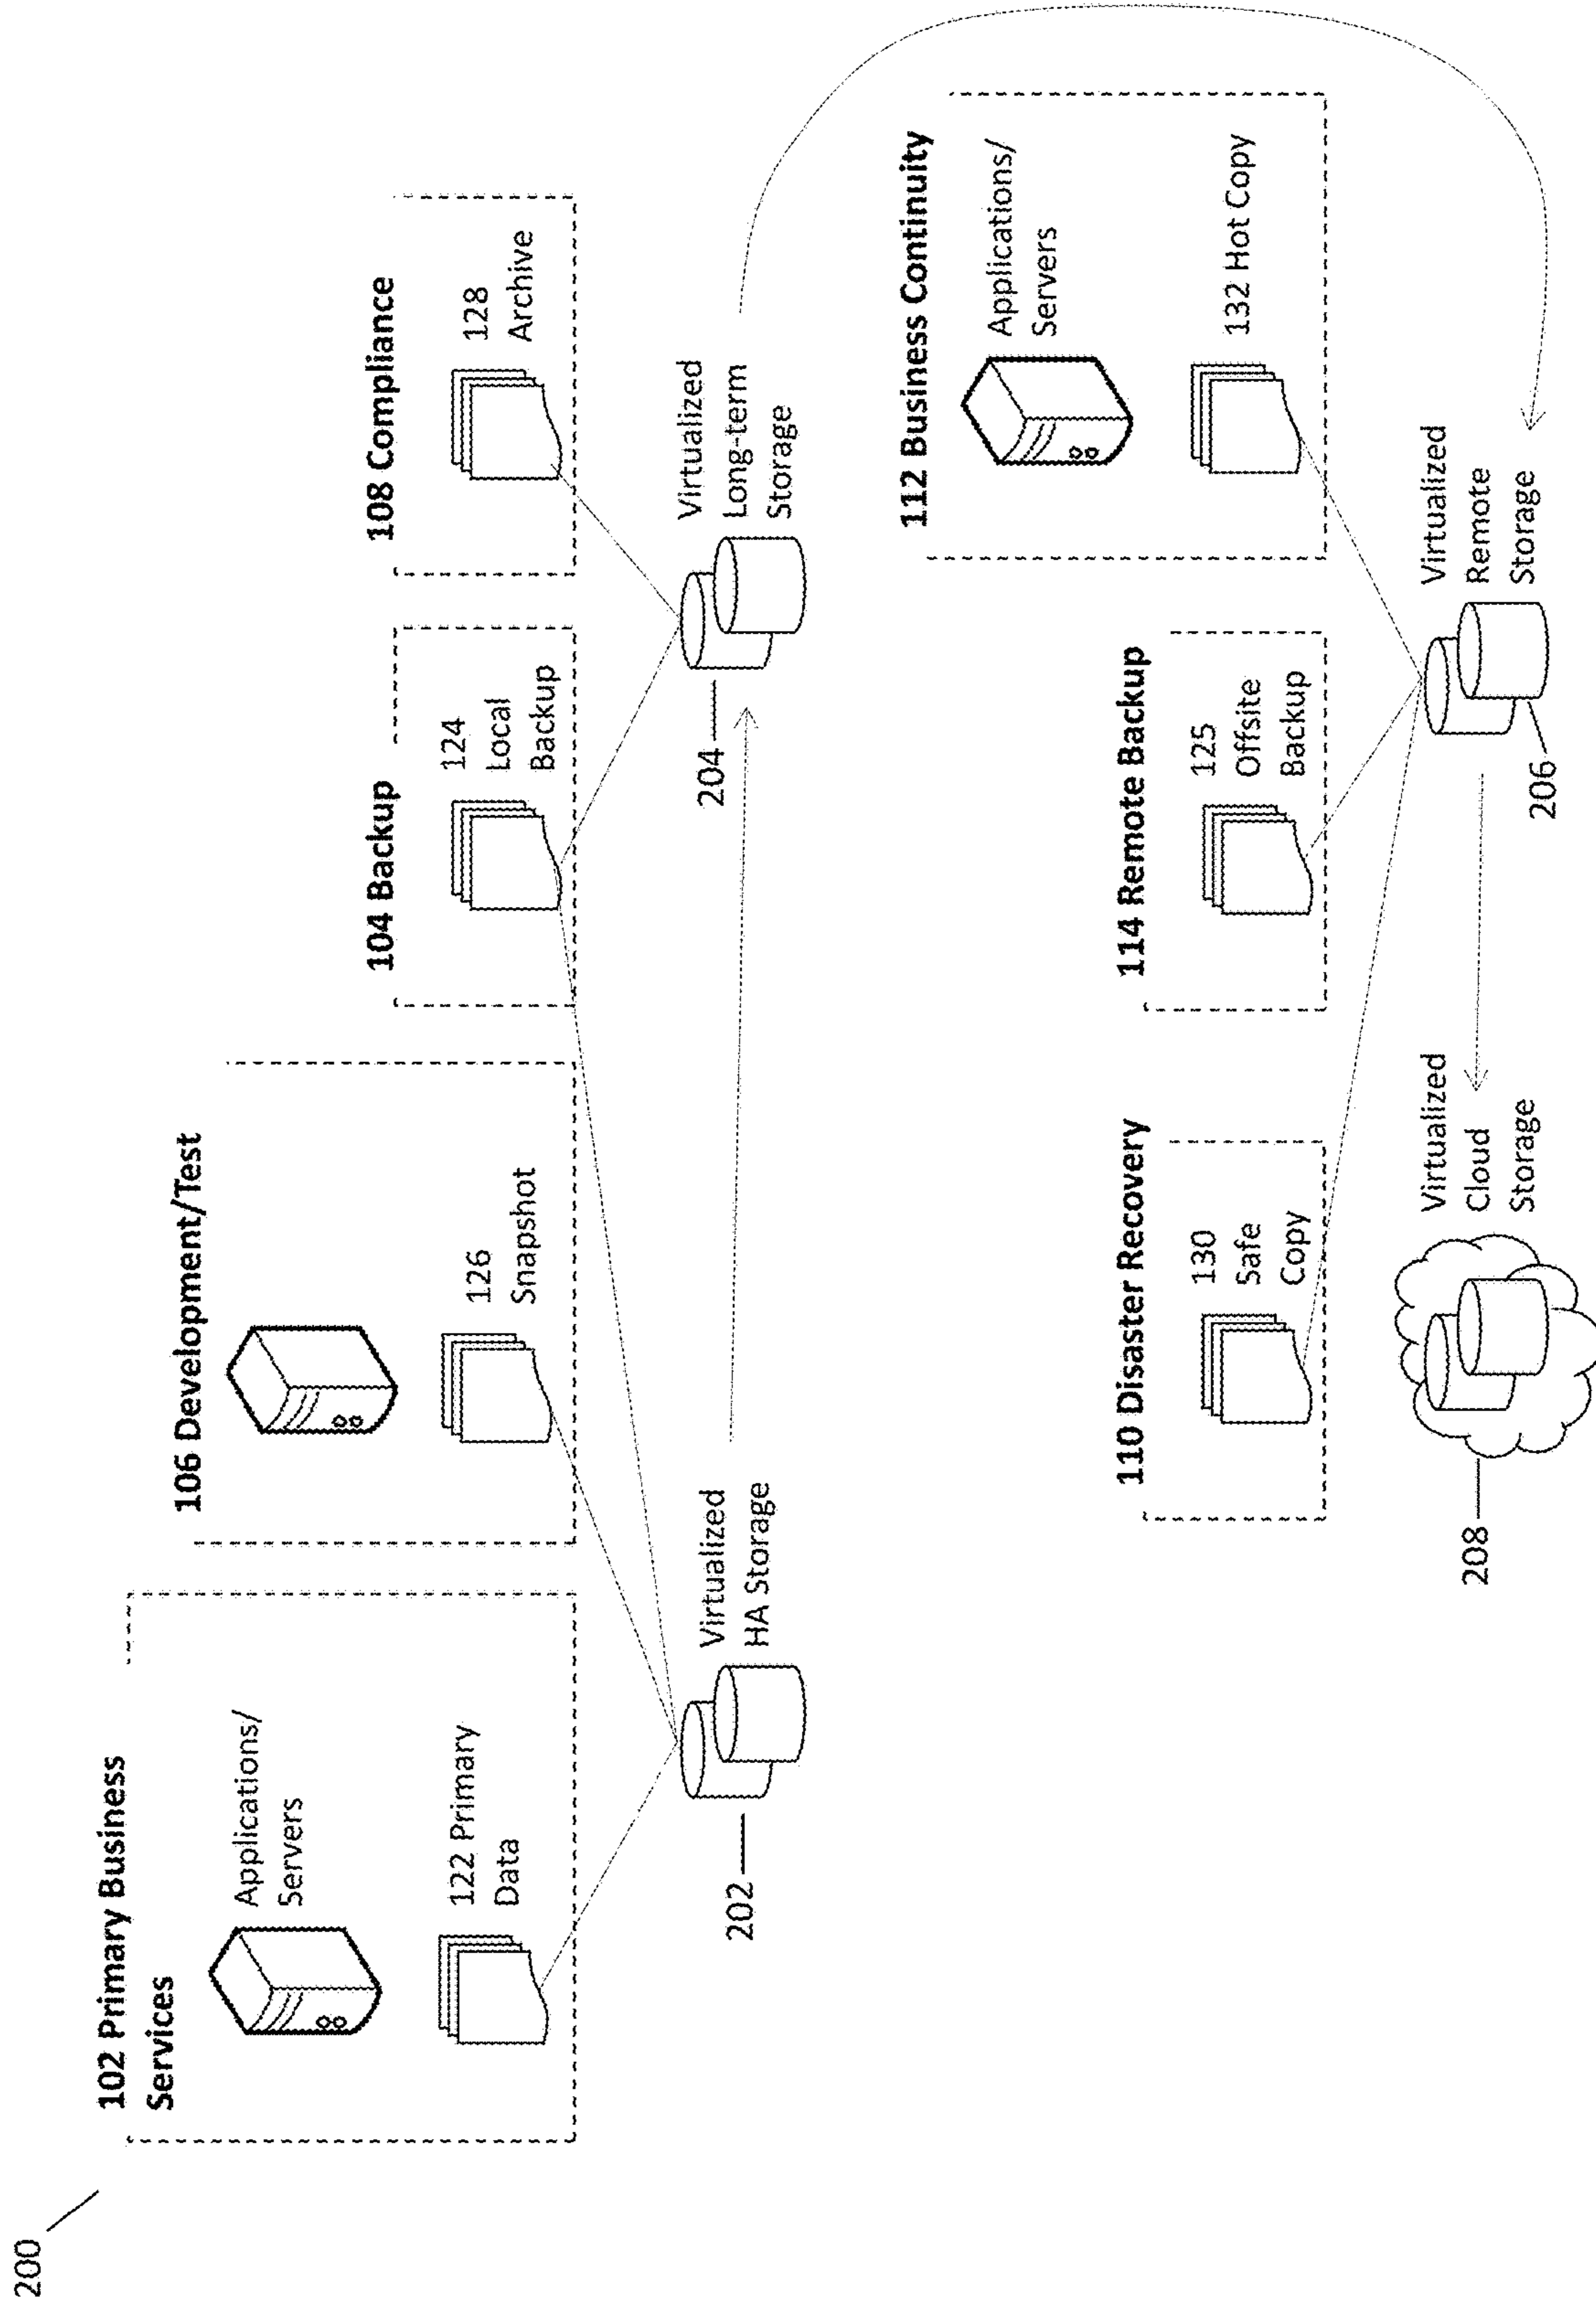 200
102 Primary Business
Services
Applications/
Servers
122 Primary
Data
106 Development/Test
126
Snapshot
104 Backup
124
Local
Backup
108 Compliance
128
Archive
Virtualized
HA Storage
202
Virtualized
Long-term
Storage
204
110 Disaster Recovery
130
Safe
Copy
114 Remote Backup
125
Offsite
Backup
112 Business Continuity
Applications/
Servers
132 Hot Copy
Virtualized
Cloud
Storage
208
Virtualized
Remote
Storage
206